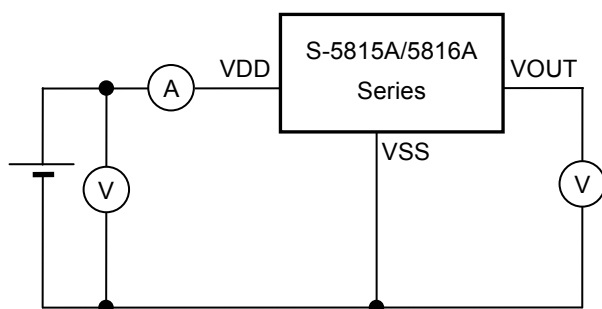 S-5815A/5816A
Series
VDD
VOUT
VSS
A
V
V